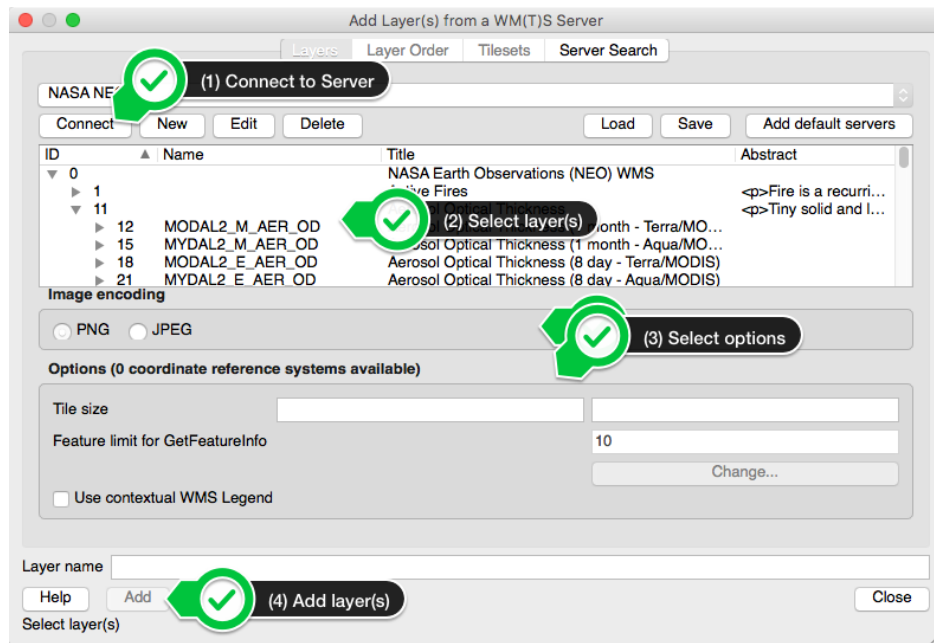 Add Layer(s) from a WM(T)S Server
Layers Layer Order Tilesets Server Search
(1) Connect to Server
NASA NE
Connect New Edit Delete Load Save Add default servers
ID Name Title Abstract
0 NASA Earth Observations (NEO) WMS
1 Fires <p>Fire is a recurri...
11 Optical Thickness <p>Tiny solid and l...
(2) Select layer(s)
12 MODAL2_M_AER_OD month - Terra/MO...
15 MYDAL2_M_AER_OD Aerosol Optical Thickness (1 month - Aqua/MO...
18 MODAL2_E_AER_OD Aerosol Optical Thickness (8 day - Terra/MODIS)
21 MYDAL2_E_AER_OD Aerosol Optical Thickness (8 day - Aqua/MODIS)
Image encoding
PNG JPEG
(3) Select options
Options (0 coordinate reference systems available)
Tile size
Feature limit for GetFeatureInfo 10
Change...
Use contextual WMS Legend
Layer name
Help Add (4) Add layer(s) Close
Select layer(s)